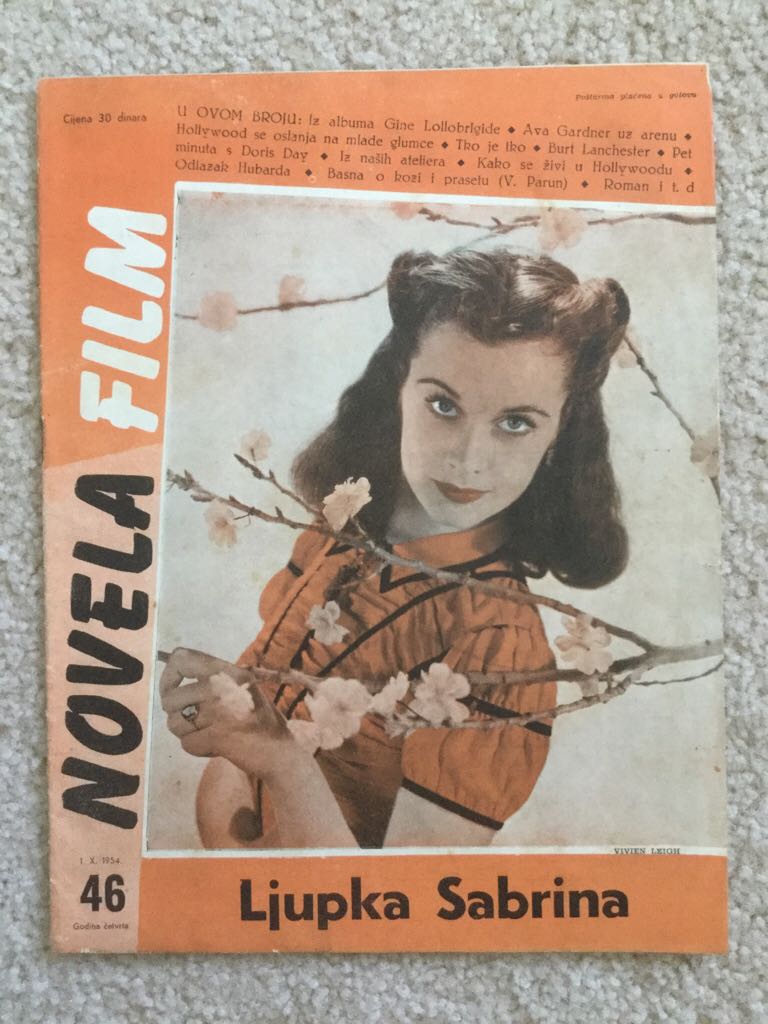 Poštarina plaćena u gotovu
Cijena 30 dinara
U OVOM BROJU: Iz albuma Gine Lollobrigide ◆ Ava Gardner uz arenu ◆
Hollywood se oslanja na mlade glumce ◆ Tko je tko ◆ Burt Lanchester ◆ Pet
minuta s Doris Day ◆ Iz naših ateliera ◆ Kako se živi u Hollywoodu ◆
Odlazak Hubarda ◆ Basna o kozi i prasetu (V. Parun) ◆ Roman i t. d
NOVELA FILM
VIVIEN LEIGH
1. X. 1954.
46
Godina četvrta
Ljupka Sabrina